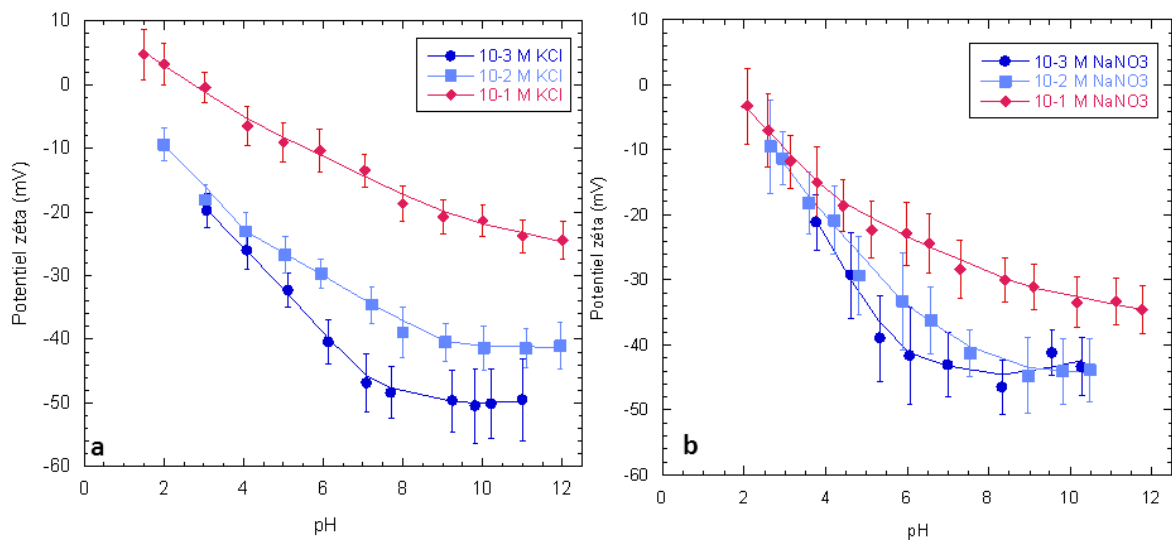 10
0
-10
-20
-30
-40
-50
-60
0 2 4 6 8 10 12
Potentiel zéta (mV)
pH
10-3 M KCl
10-2 M KCl
10-1 M KCl
a
10
0
-10
-20
-30
-40
-50
-60
0 2 4 6 8 10 12
Potentiel zéta (mV)
pH
10-3 M NaNO3
10-2 M NaNO3
10-1 M NaNO3
b